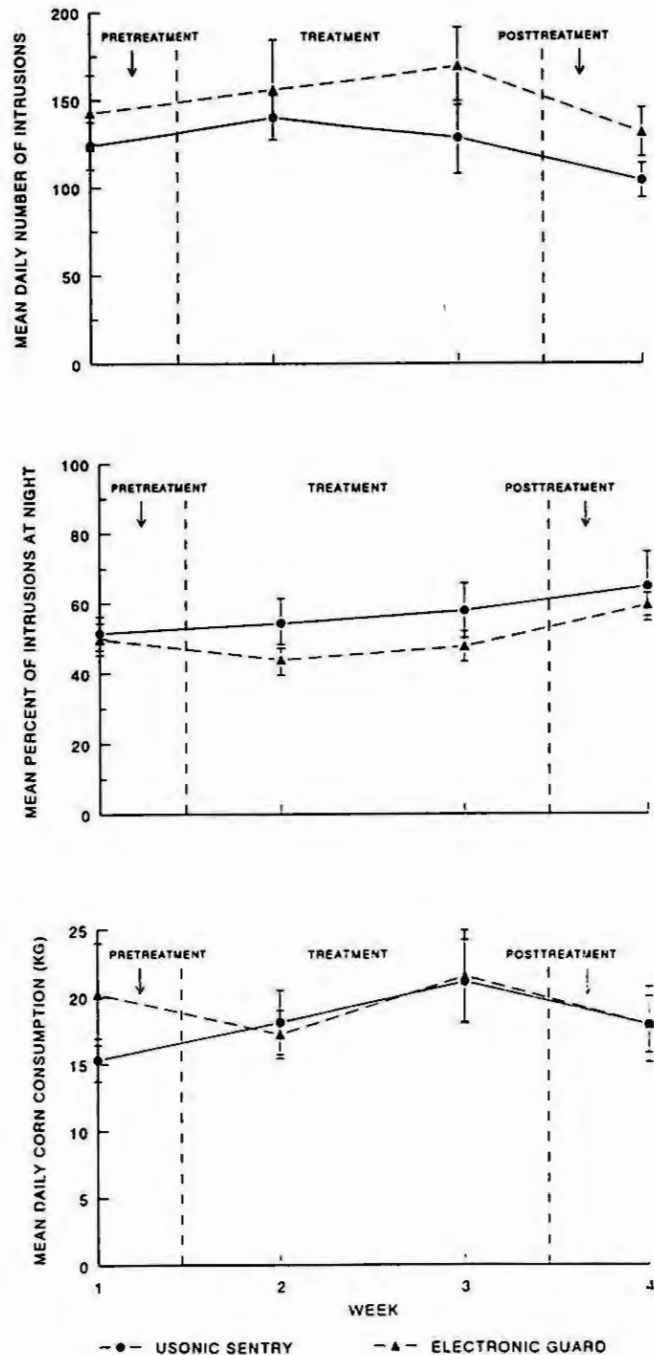 MEAN DAILY NUMBER OF INTRUSIONS
200
150
100
50
0
PRETREATMENT
TREATMENT
POSTTREATMENT
MEAN PERCENT OF INTRUSIONS AT NIGHT
100
80
60
40
20
0
PRETREATMENT
TREATMENT
POSTTREATMENT
MEAN DAILY CORN CONSUMPTION (KG)
25
20
15
10
5
0
PRETREATMENT
TREATMENT
POSTTREATMENT
1 2 3 4
WEEK
USONIC SENTRY ELECTRONIC GUARD